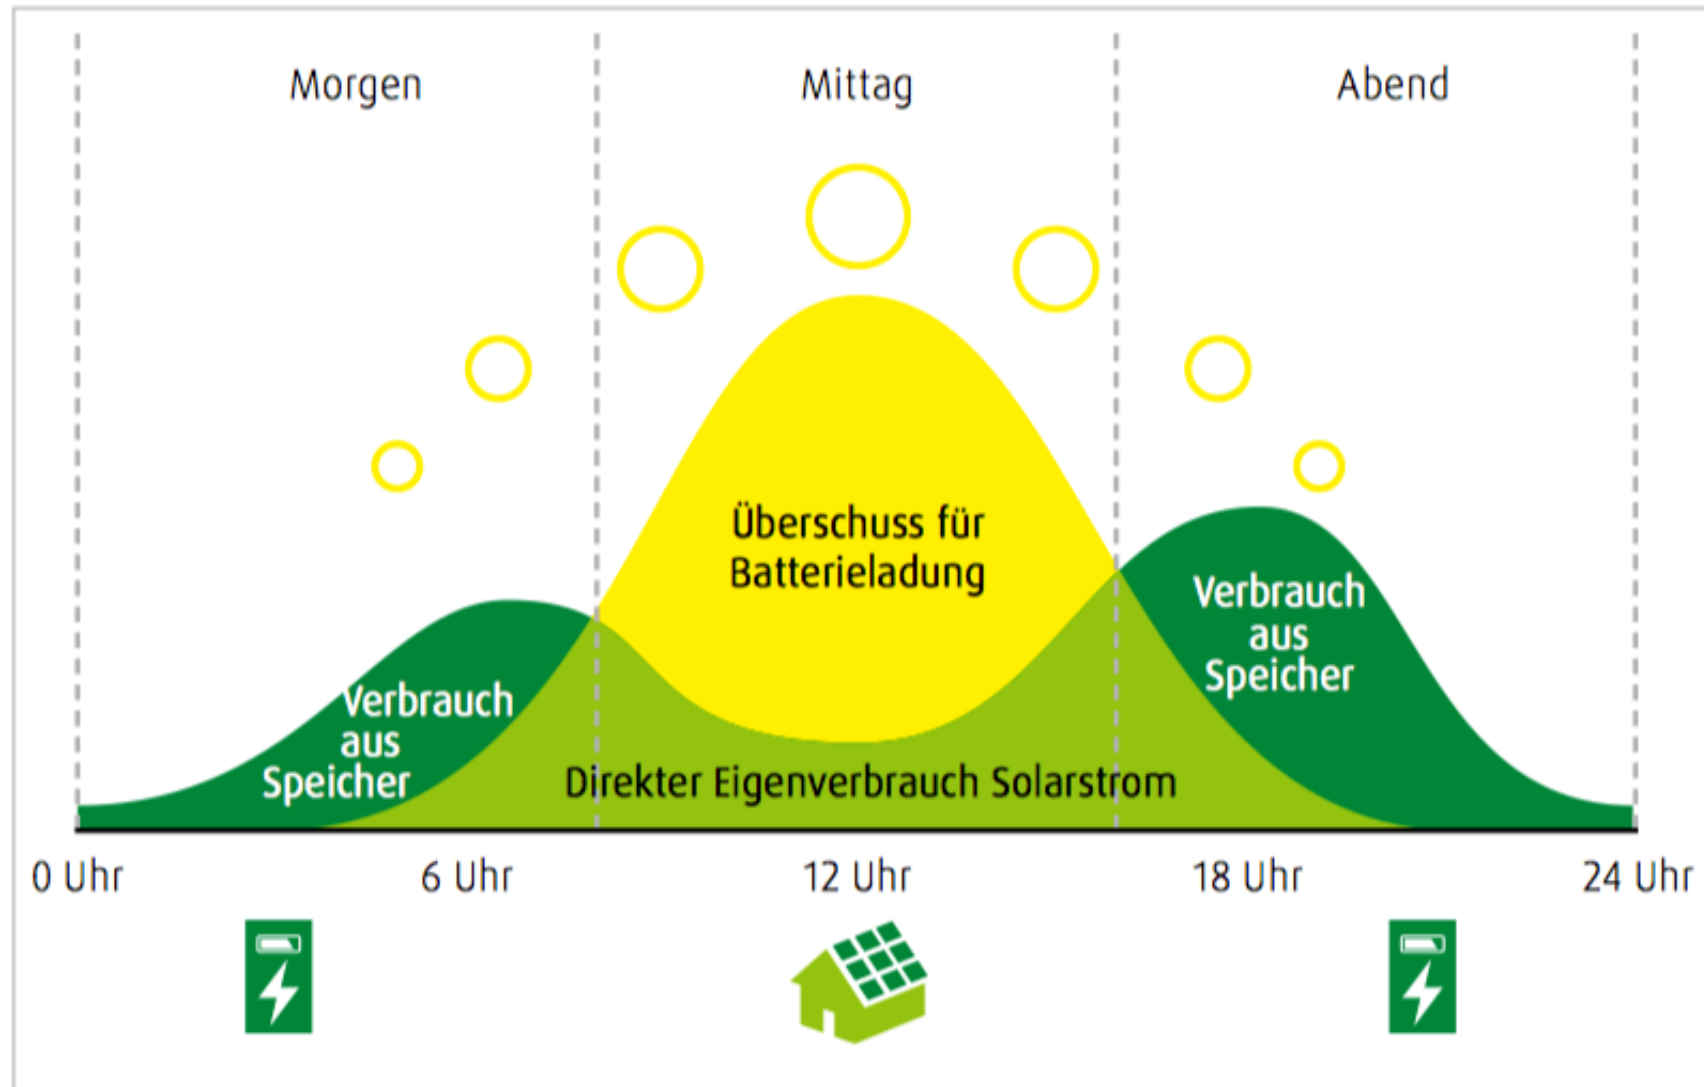 Morgen
Mittag
Abend
Überschuss für
Batterieladung
Verbrauch
aus
Speicher
Verbrauch
aus
Speicher
Direkter Eigenverbrauch Solarstrom
0 Uhr
6 Uhr
12 Uhr
18 Uhr
24 Uhr